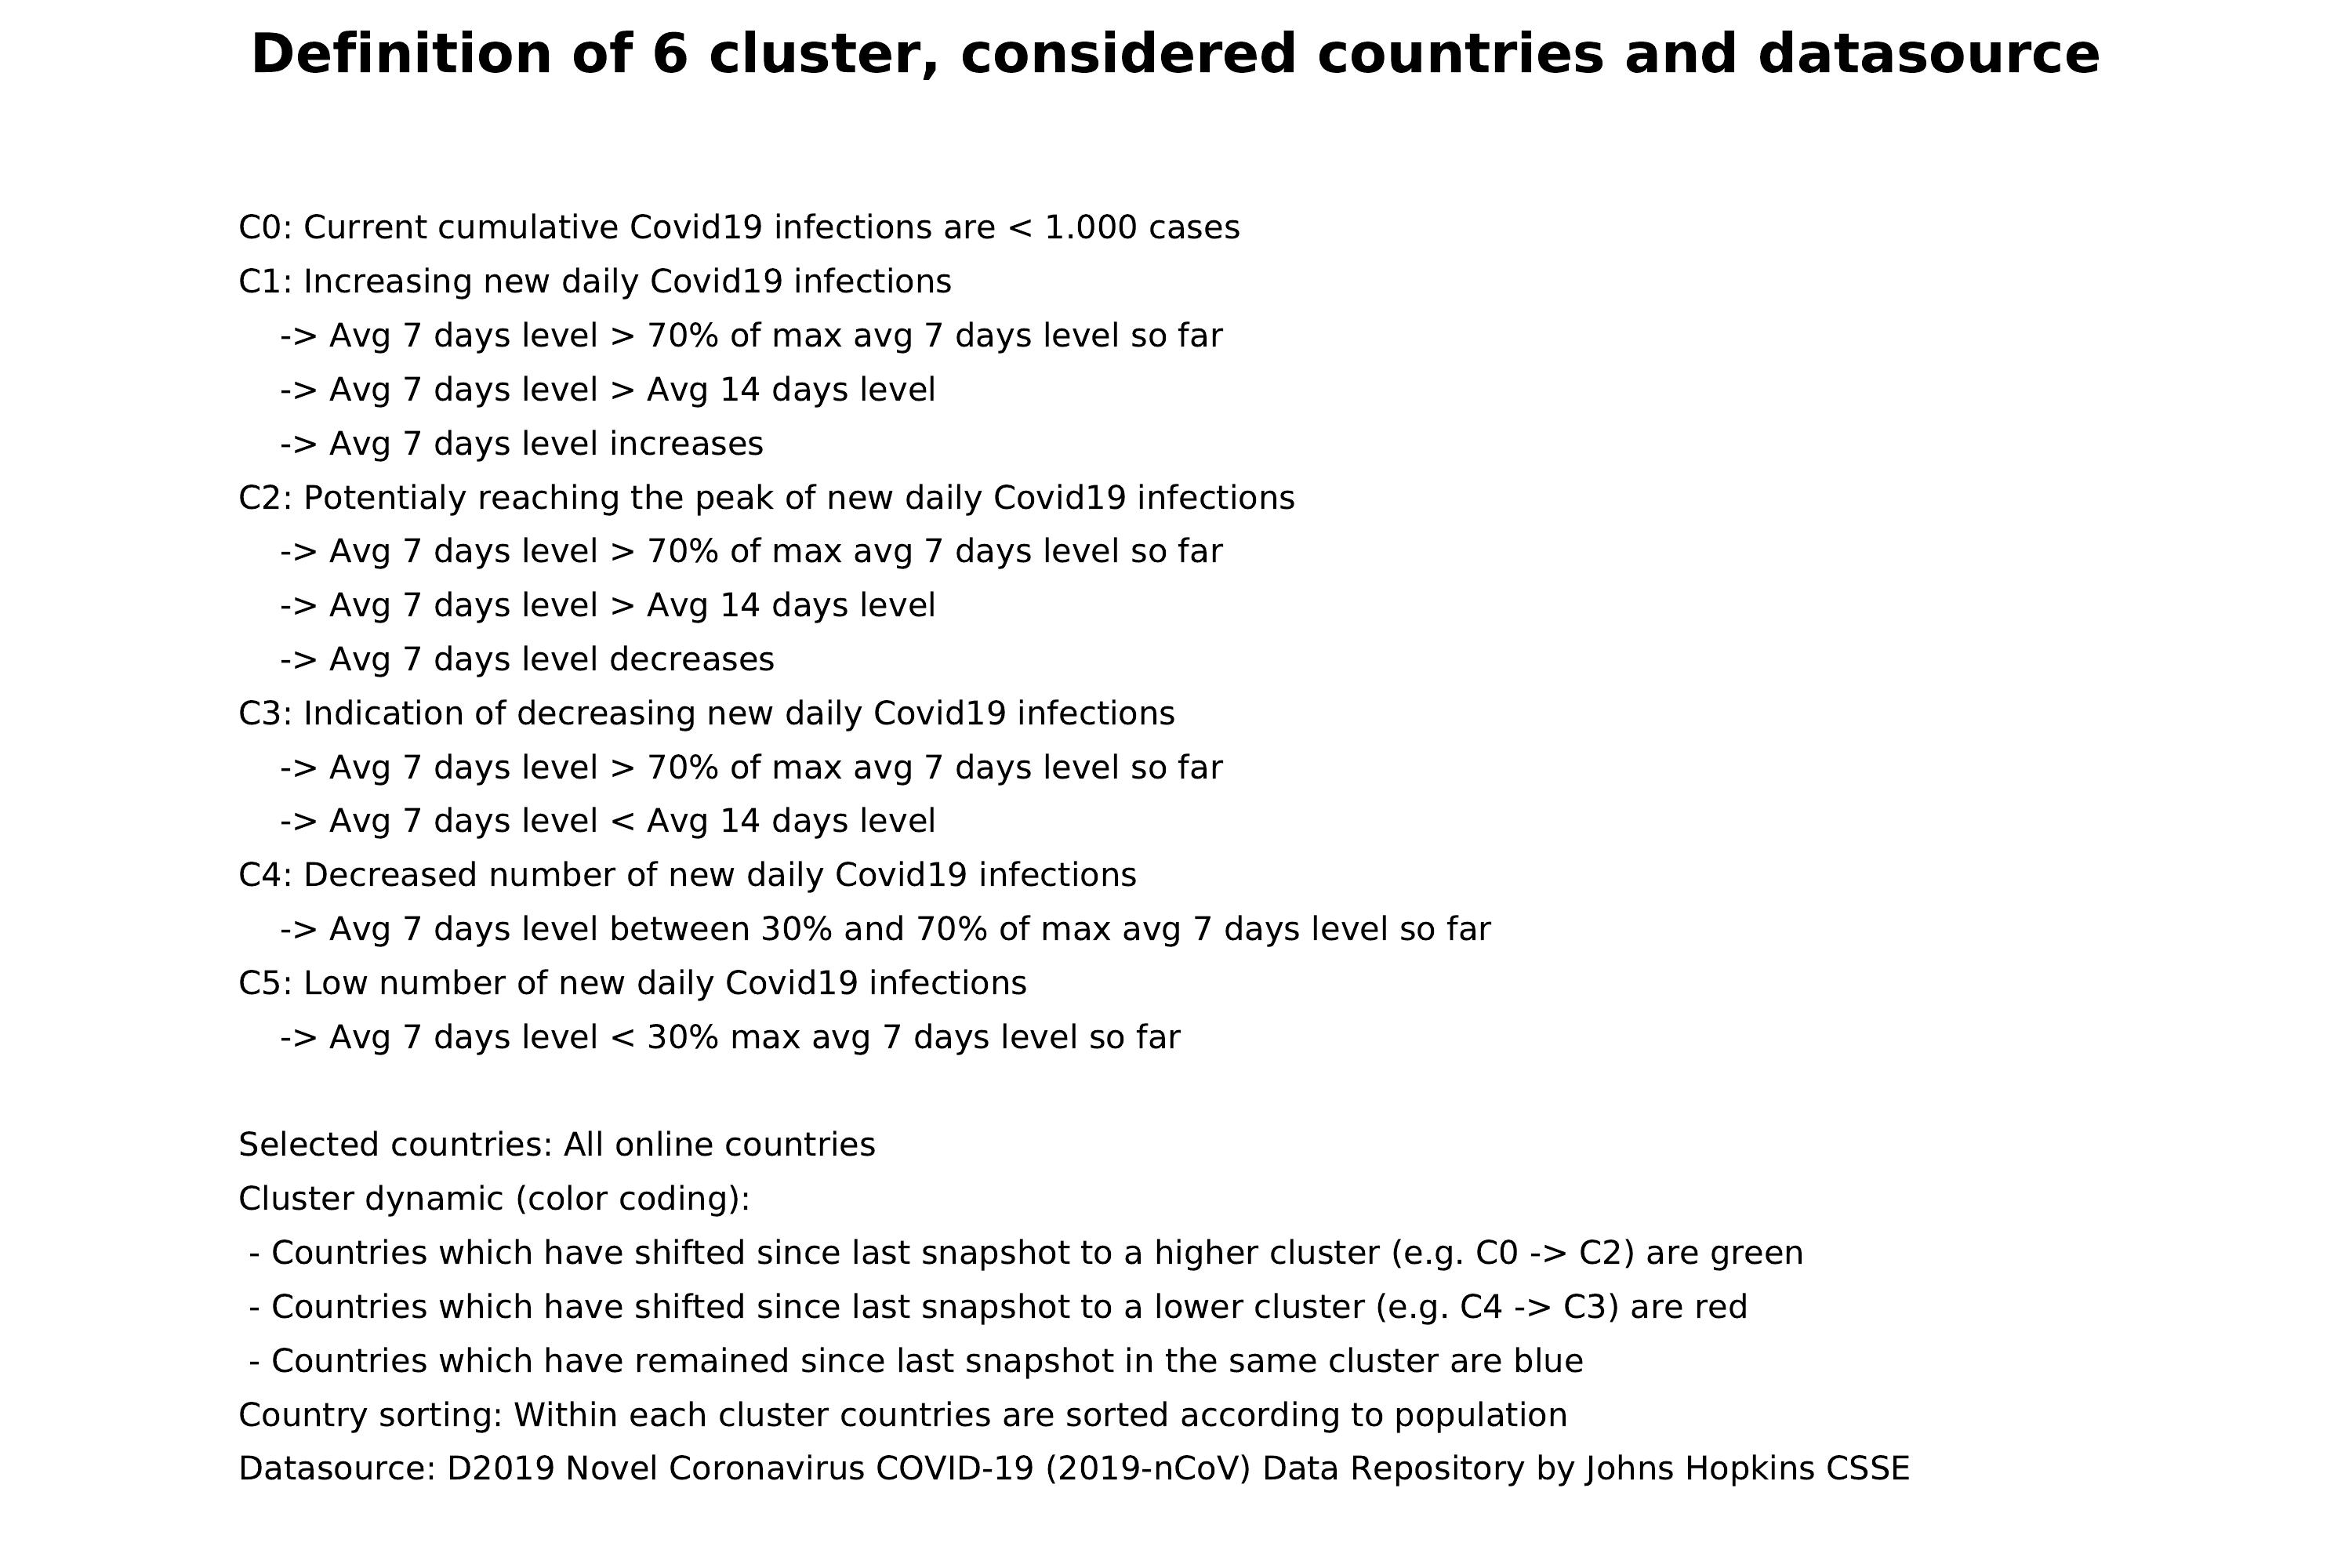 Definition of 6 cluster, considered countries and datasource
C0: Current cumulative Covid19 infections are < 1.000 cases
C1: Increasing new daily Covid19 infections
-> Avg 7 days level > 70% of max avg 7 days level so far
-> Avg 7 days level > Avg 14 days level
-> Avg 7 days level increases
C2: Potentialy reaching the peak of new daily Covid19 infections
-> Avg 7 days level > 70% of max avg 7 days level so far
-> Avg 7 days level > Avg 14 days level
-> Avg 7 days level decreases
C3: Indication of decreasing new daily Covid19 infections
-> Avg 7 days level > 70% of max avg 7 days level so far
-> Avg 7 days level < Avg 14 days level
C4: Decreased number of new daily Covid19 infections
-> Avg 7 days level between 30% and 70% of max avg 7 days level so far
C5: Low number of new daily Covid19 infections
-> Avg 7 days level < 30% max avg 7 days level so far
Selected countries: All online countries
Cluster dynamic (color coding):
- Countries which have shifted since last snapshot to a higher cluster (e.g. C0 -> C2) are green
- Countries which have shifted since last snapshot to a lower cluster (e.g. C4 -> C3) are red
- Countries which have remained since last snapshot in the same cluster are blue
Country sorting: Within each cluster countries are sorted according to population
Datasource: D2019 Novel Coronavirus COVID-19 (2019-nCoV) Data Repository by Johns Hopkins CSSE